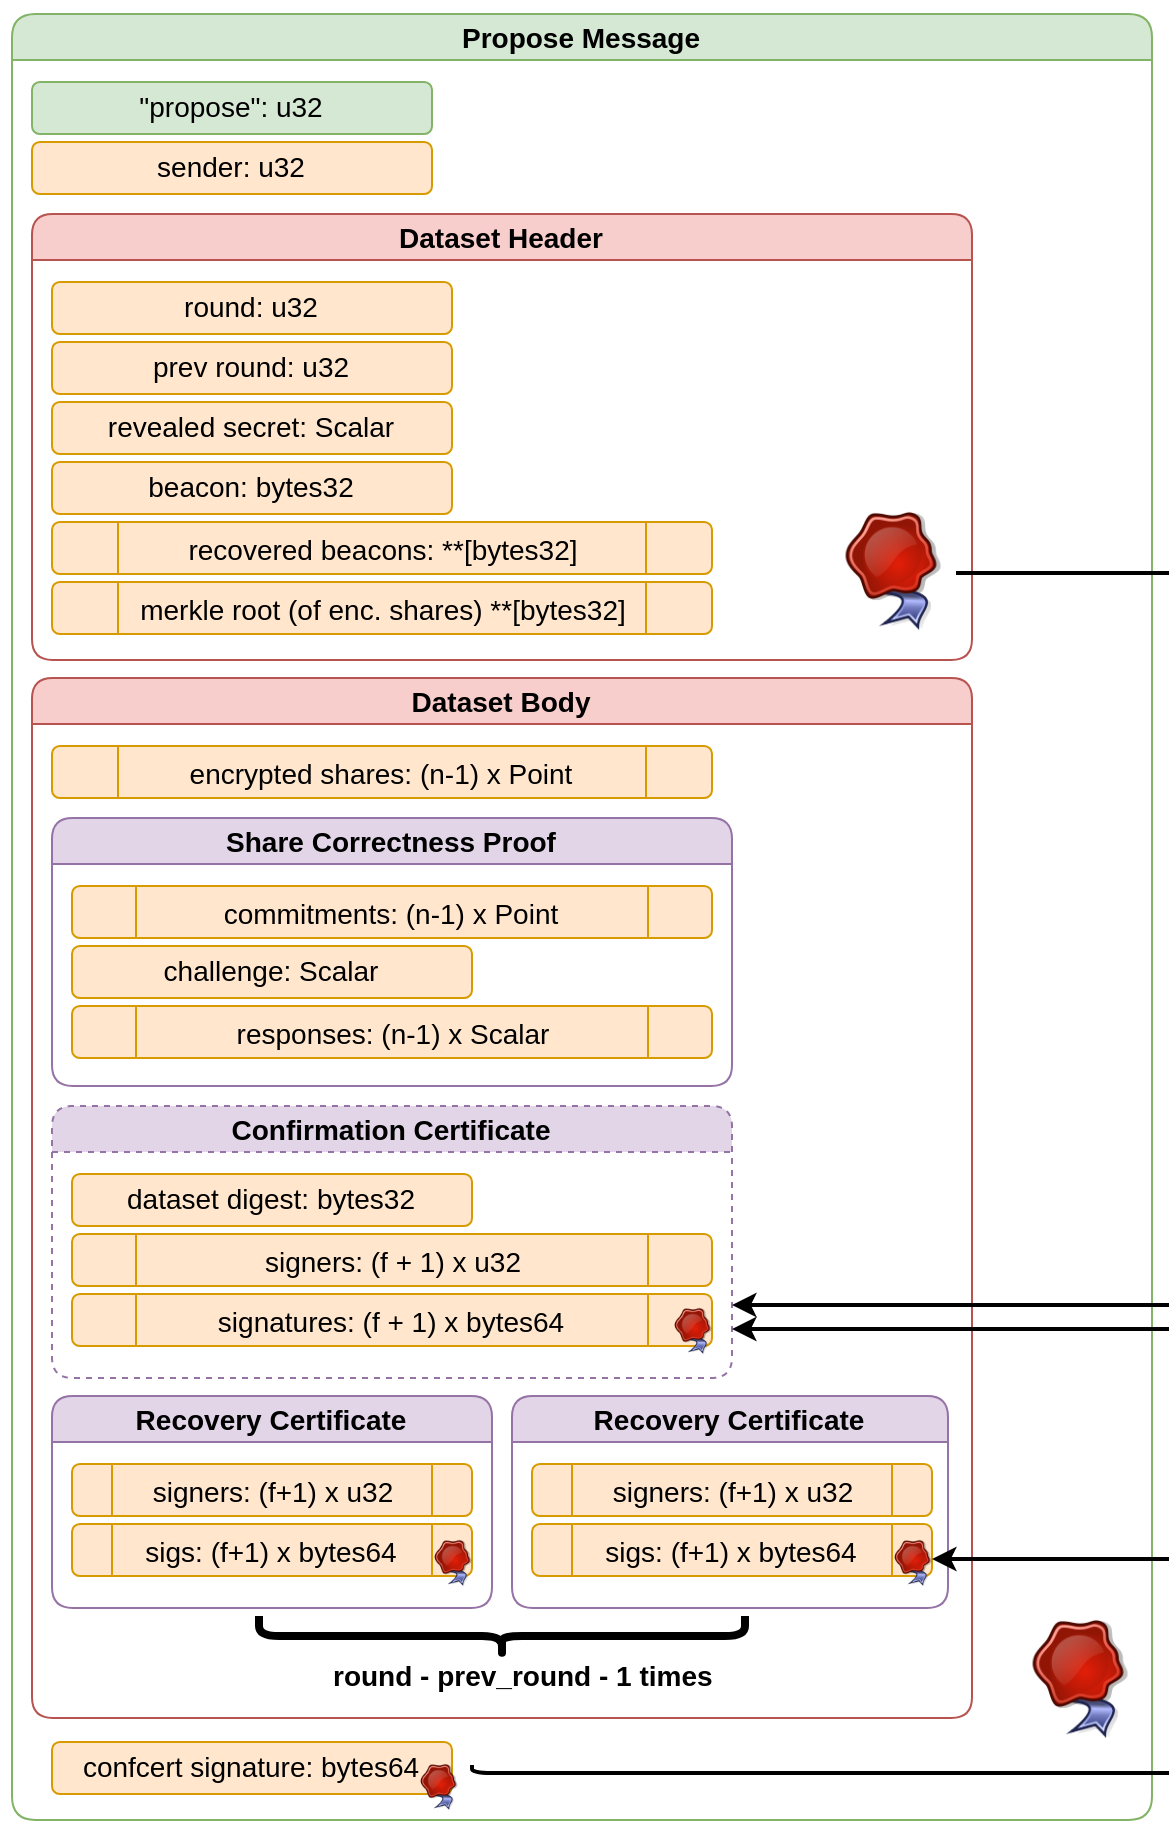 Propose Message
"propose": u32
sender: u32
Dataset Header
round: u32
prev round: u32
revealed secret: Scalar
beacon: bytes32
recovered beacons: **[bytes32]
merkle root (of enc. shares) **[bytes32]
Dataset Body
encrypted shares: (n-1) x Point
Share Correctness Proof
commitments: (n-1) x Point
challenge: Scalar
responses: (n-1) x Scalar
Confirmation Certificate
dataset digest: bytes32
signers: (f + 1) x u32
signatures: (f + 1) x bytes64
Recovery Certificate
signers: (f+1) x u32
sigs: (f+1) x bytes64
Recovery Certificate
signers: (f+1) x u32
sigs: (f+1) x bytes64
round - prev_round - 1 times
confcert signature: bytes64